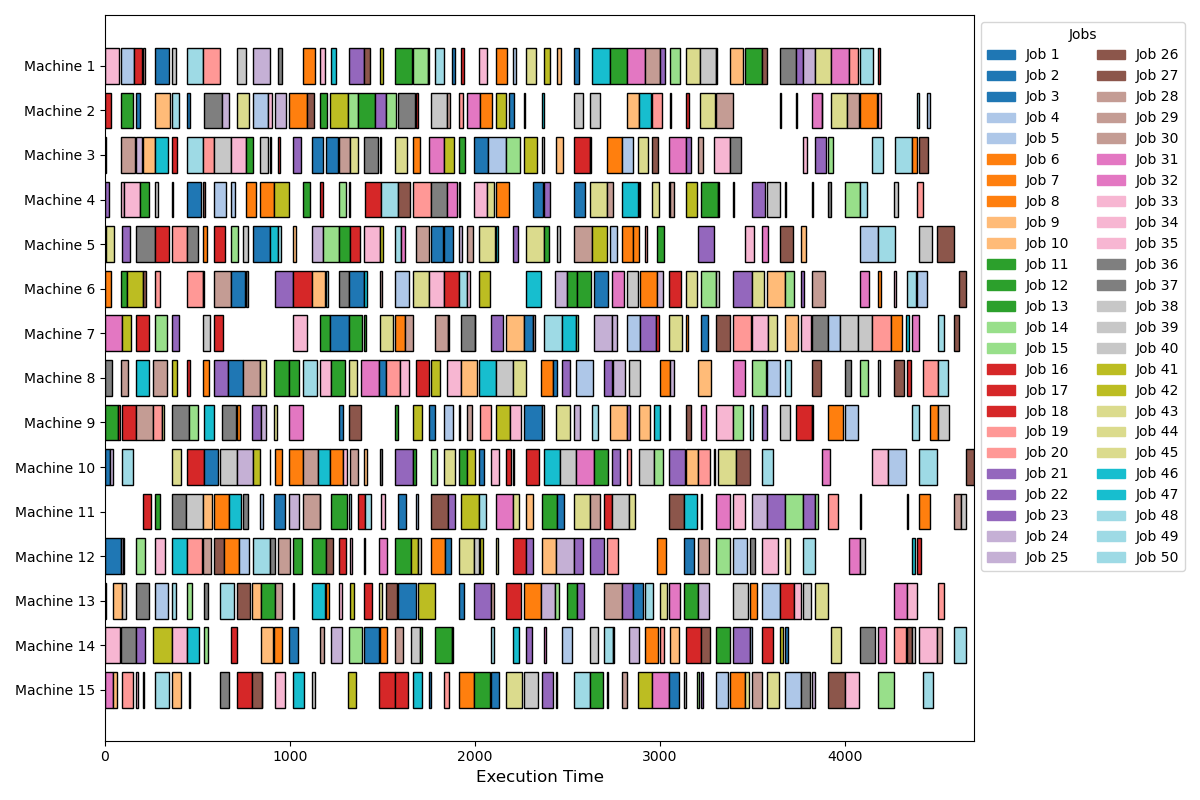 Machine 1
Machine 2
Machine 3
Machine 4
Machine 5
Machine 6
Machine 7
Machine 8
Machine 9
Machine 10
Machine 11
Machine 12
Machine 13
Machine 14
Machine 15
0 1000 2000 3000 4000
Execution Time
Jobs
Job 1
Job 2
Job 3
Job 4
Job 5
Job 6
Job 7
Job 8
Job 9
Job 10
Job 11
Job 12
Job 13
Job 14
Job 15
Job 16
Job 17
Job 18
Job 19
Job 20
Job 21
Job 22
Job 23
Job 24
Job 25
Job 26
Job 27
Job 28
Job 29
Job 30
Job 31
Job 32
Job 33
Job 34
Job 35
Job 36
Job 37
Job 38
Job 39
Job 40
Job 41
Job 42
Job 43
Job 44
Job 45
Job 46
Job 47
Job 48
Job 49
Job 50